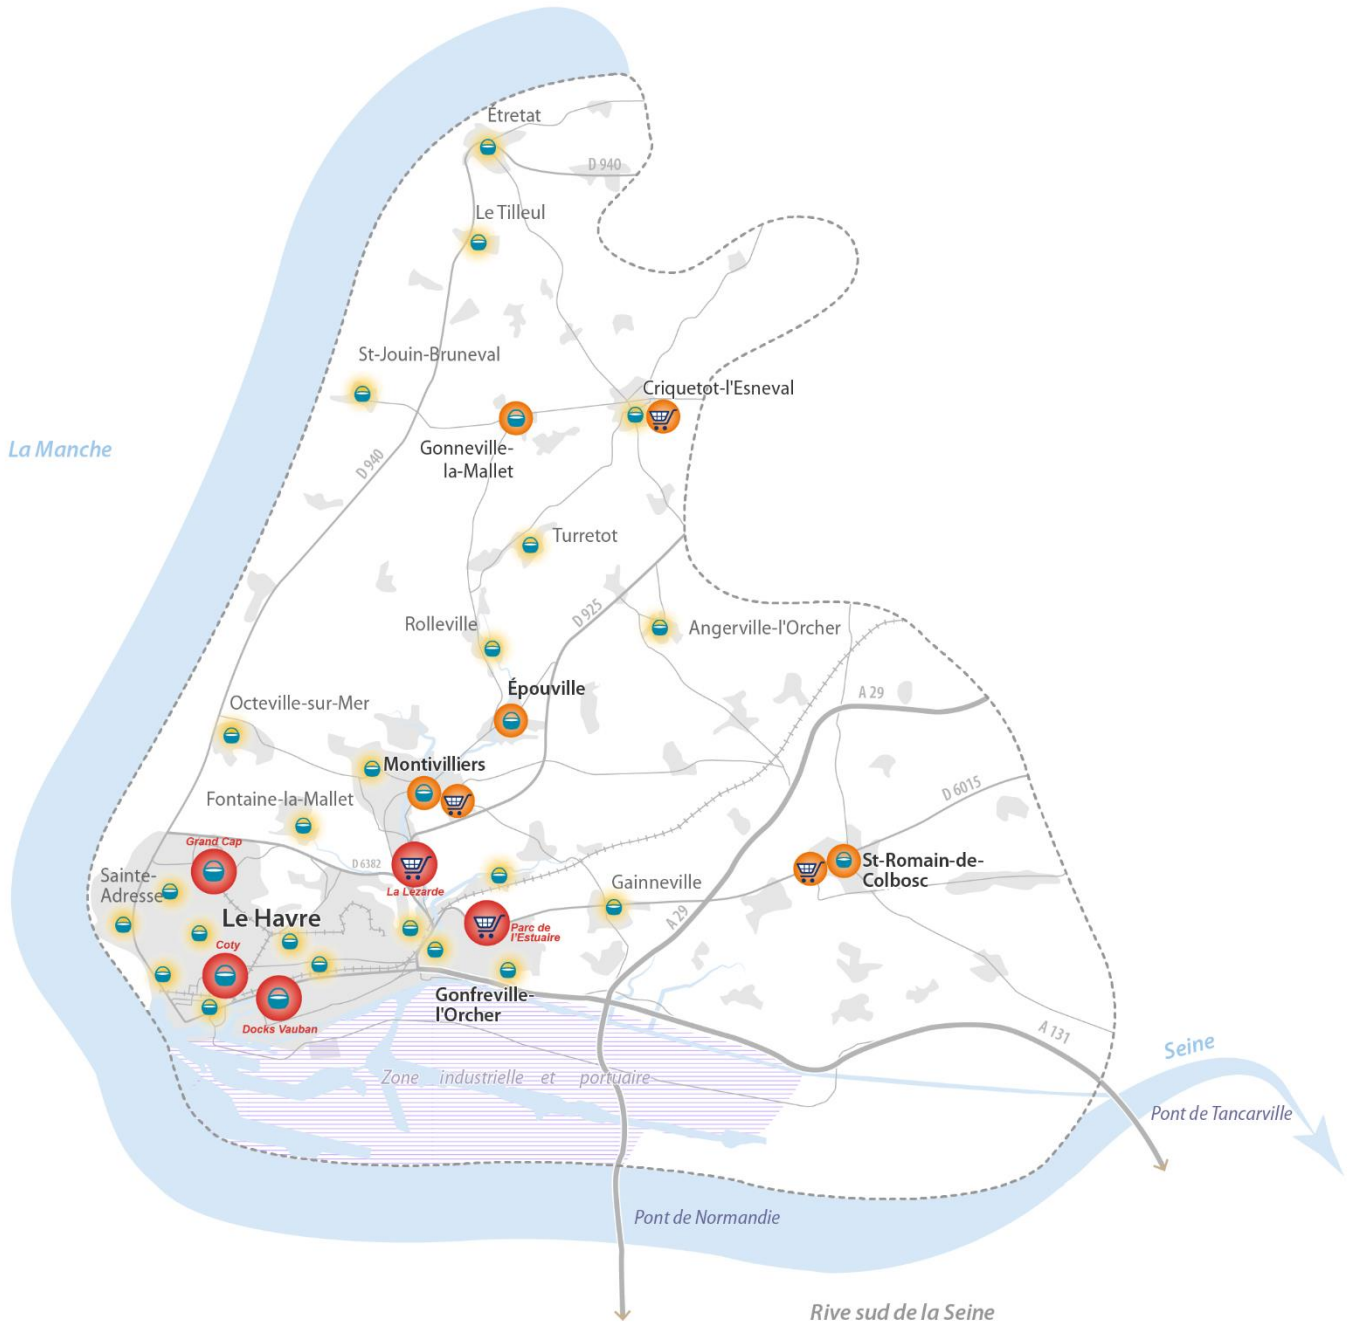 Étretat
D 940
Le Tilleul
St-Jouin-Bruneval
Criquetot-l'Esneval
La Manche
Gonneville-
la-Mallet
D 940
Turretot
D 925
Rolleville
Angerville-l'Orcher
Épouville
Octeville-sur-Mer
A 29
Montivilliers
Fontaine-la-Mallet
D 6015
Grand Cap
D 6382
La Lézarde
St-Romain-de-
Colbosc
Sainte-
Adresse
Gainneville
Le Havre
Parc de
l'Estuaire
A 29
Coty
Gonfreville-
l'Orcher
Docks Vauban
A 131
Seine
Zone industrielle et portuaire
Pont de Tancarville
Pont de Normandie
Rive sud de la Seine